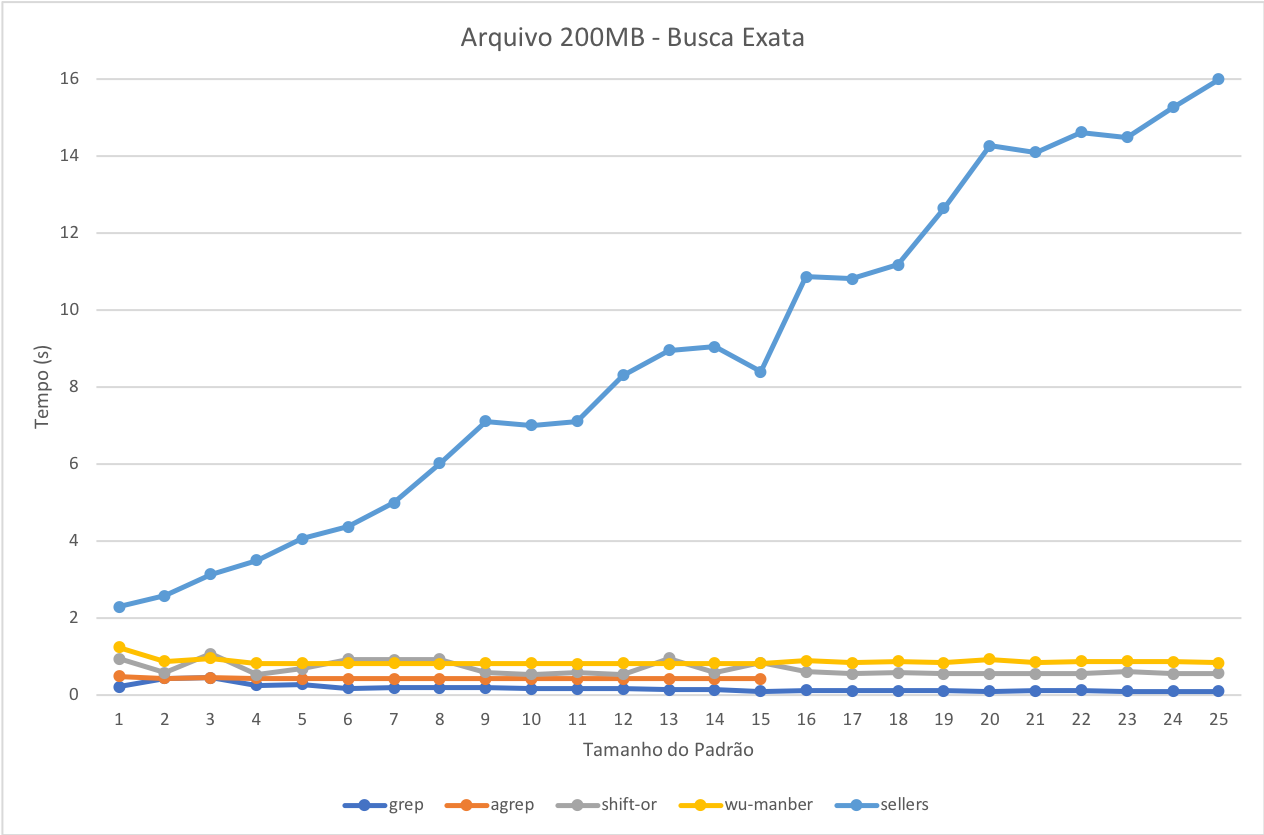 Arquivo 200MB - Busca Exata
16
14
12
10
8
6
4
2
0
Tempo (s)
1 2 3 4 5 6 7 8 9 10 11 12 13 14 15 16 17 18 19 20 21 22 23 24 25
Tamanho do Padrão
grep agrep shift-or wu-manber sellers